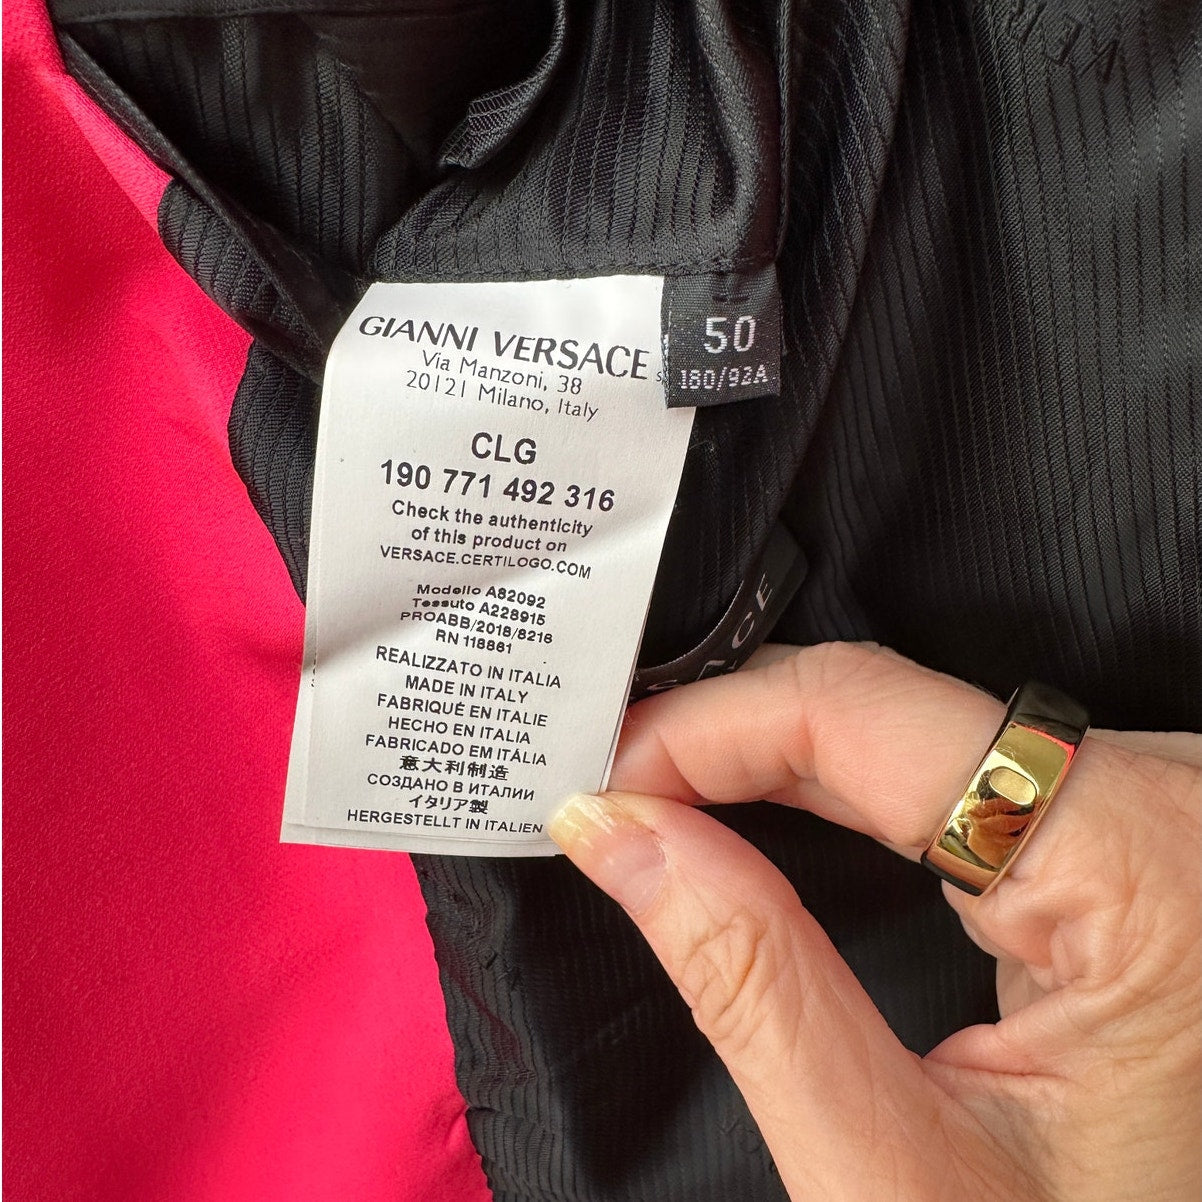 GIANNI VERSACE
Via Manzoni, 38
20121 Milano, Italy
CLG
190 771 492 316
Check the authenticity
of this product on
VERSACE.CERTILOGO.COM
Modello A82092
Tessuto A228915
PROABB/2018/8218
RN 118881
REALIZZATO IN ITALIA
MADE IN ITALY
FABRIQUÉ EN ITALIE
HECHO EN ITALIA
FABRICADO EM ITÁLIA
意大利制造
СОЗДАНО В ИТАЛИИ
イタリア製
HERGESTELLT IN ITALIEN
50
180/92A